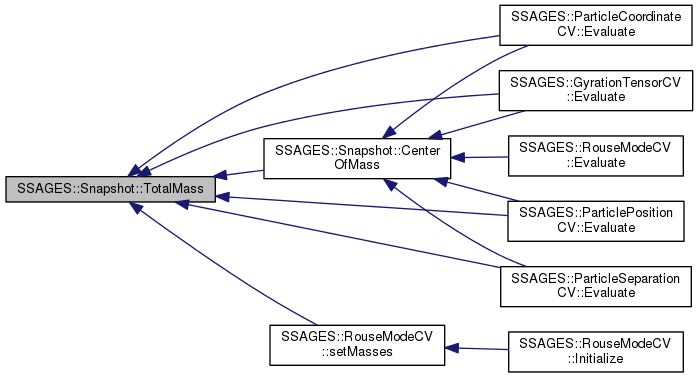 SSAGES::ParticleCoordinate
CV::Evaluate
SSAGES::GyrationTensorCV
::Evaluate
SSAGES::Snapshot::Center
OfMass
SSAGES::RouseModeCV
::Evaluate
SSAGES::Snapshot::TotalMass
SSAGES::ParticlePosition
CV::Evaluate
SSAGES::ParticleSeparation
CV::Evaluate
SSAGES::RouseModeCV
::setMasses
SSAGES::RouseModeCV
::Initialize